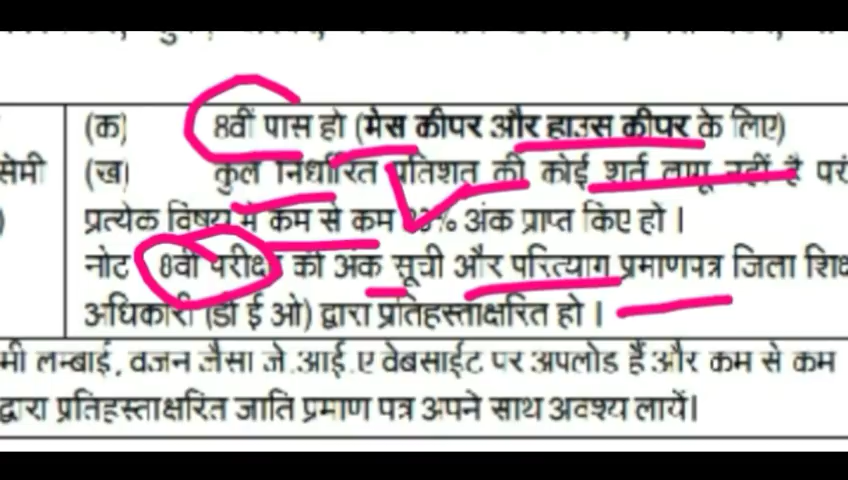 (क) 8वीं पास हो (मेस कीपर और हाउस कीपर के लिए)
सेमी (ख) कुल निर्धारित प्रतिशत की कोई शर्त लागू नहीं है परं
) प्रत्येक विषय में कम से कम 33% अंक प्राप्त किए हो ।
नोट 8वीं परीक्षा की अंक सूची और परित्याग प्रमाणपत्र जिला शिक्ष
अधिकारी (डी ई ओ) द्वारा प्रतिहस्ताक्षरित हो ।
मी लम्बाई, वजन जैसा जे.आई.ए वेबसाईट पर अपलोड हैं और कम से कम
द्वारा प्रतिहस्ताक्षरित जाति प्रमाण पत्र अपने साथ अवश्य लायें।